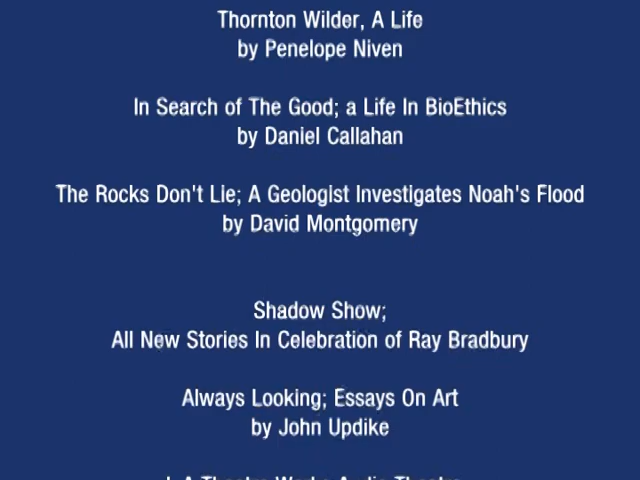 Thornton Wilder, A Life
by Penelope Niven
In Search of The Good; a Life In BioEthics
by Daniel Callahan
The Rocks Don't Lie; A Geologist Investigates Noah's Flood
by David Montgomery
Shadow Show;
All New Stories In Celebration of Ray Bradbury
Always Looking; Essays On Art
by John Updike